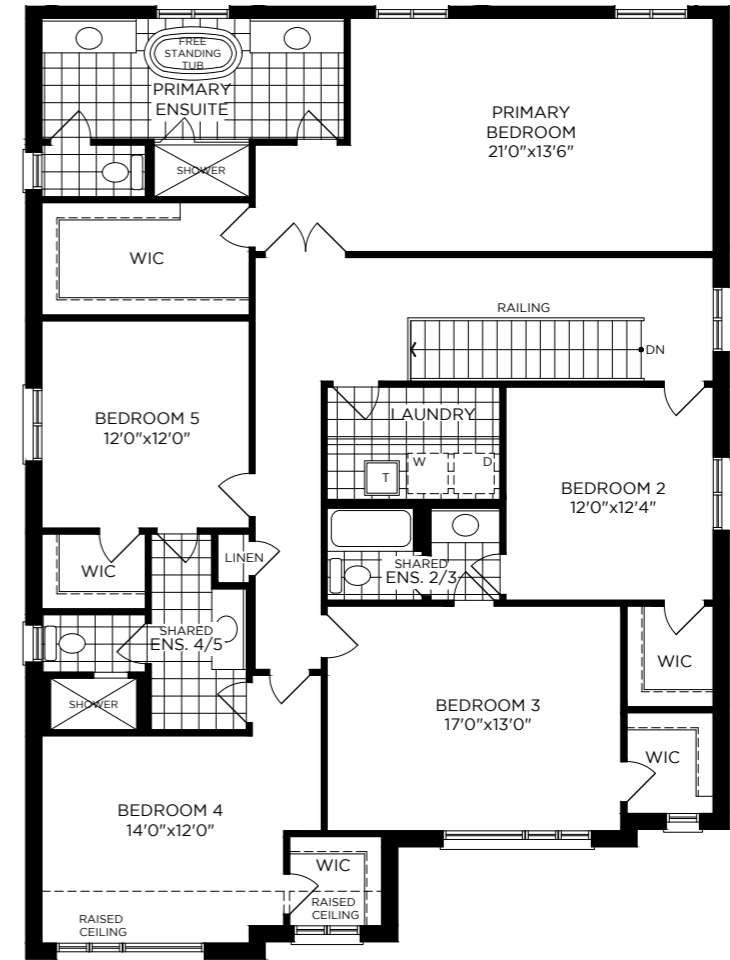 FREE
STANDING
TUB
PRIMARY
ENSUITE
PRIMARY
BEDROOM
21'0"x13'6"
SHOWER
WIC
RAILING
DN
BEDROOM 5
12'0"x12'0"
LAUNDRY
W
D
T
BEDROOM 2
12'0"x12'4"
WIC
LINEN
SHARED
ENS. 2/3
SHARED
ENS. 4/5
WIC
SHOWER
BEDROOM 3
17'0"x13'0"
WIC
BEDROOM 4
14'0"x12'0"
WIC
RAISED
CEILING
RAISED
CEILING